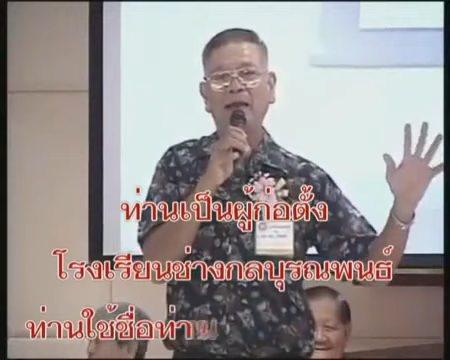 ท่านเป็นผู้ก่อตั้ง
โรงเรียนช่างกลบุรณพนธ์
ท่านใช้ชื่อท่าน